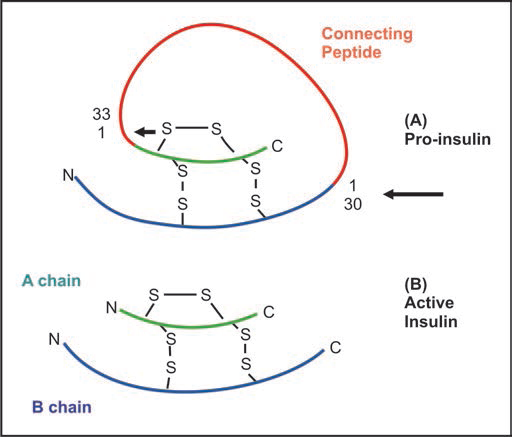 Connecting
Peptide
33
1
S S
C
(A)
Pro-insulin
N
S S
S S
1
30
A chain
(B)
Active
Insulin
N
S S
C
N
S S
S S
C
B chain